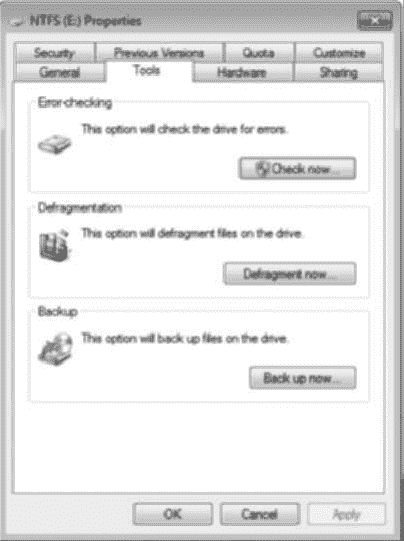 NTFS (E:) Properties
Security Previous Versions Quota Customize
General Tools Hardware Sharing
Error-checking
This option will check the drive for errors.
Check now...
Defragmentation
This option will defragment files on the drive.
Defragment now...
Backup
This option will back up files on the drive.
Back up now...
OK Cancel Apply